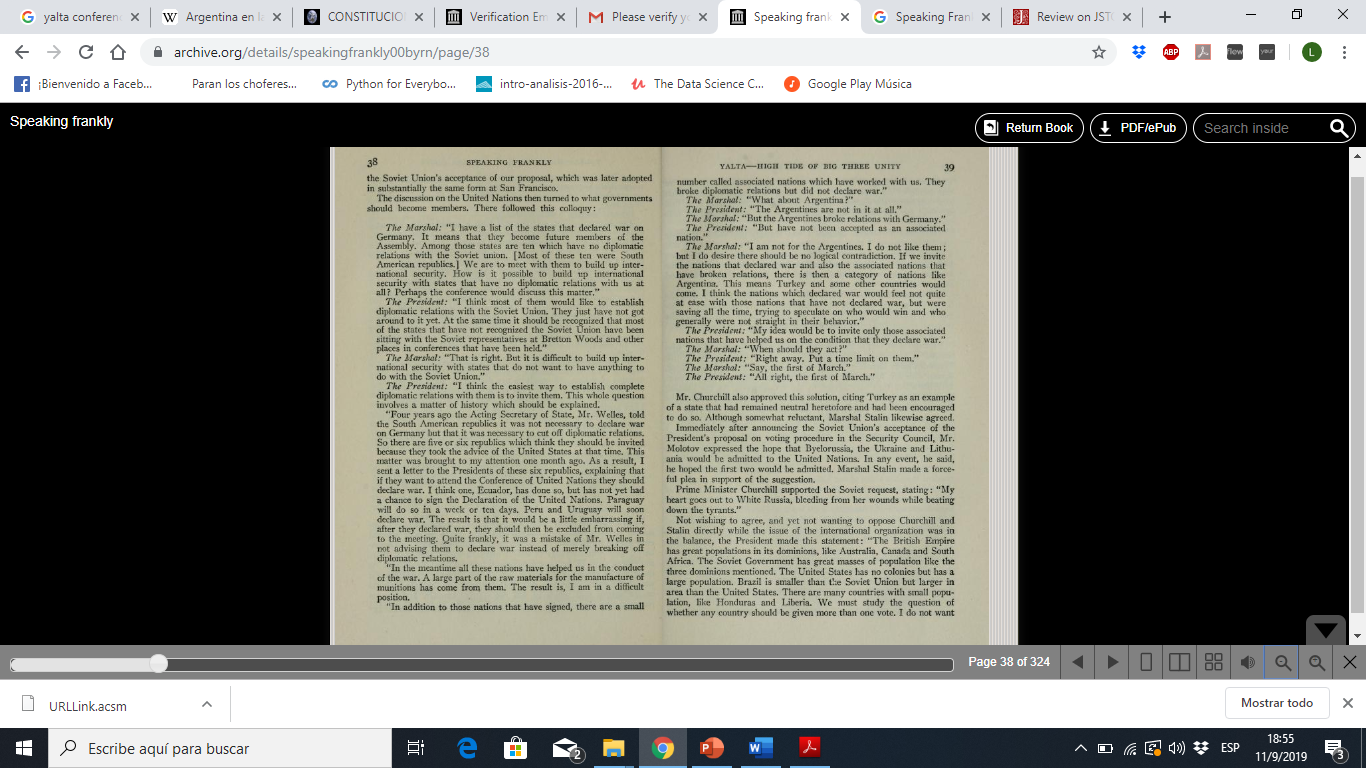 yalta conferenc
Argentina en la
CONSTITUCIO
Verification Em
Please verify yo
Speaking frank
Speaking Fran
Review on JSTO
archive.org/details/speakingfrankly00byrn/page/38
ABP
flow
your
L
¡Bienvenido a Faceb...
Paran los choferes...
Python for Everybo...
intro-analisis-2016-...
The Data Science C...
Google Play Música
Speaking frankly
Return Book
PDF/ePub
Search inside
38 SPEAKING FRANKLY
the Soviet Union's acceptance of our proposal, which was later adopted
in substantially the same form at San Francisco.
The discussion on the United Nations then turned to what governments
should become members. There followed this colloquy:
The Marshal: "I have a list of the states that declared war on
Germany. It means that they become future members of the
Assembly. Among those states are ten which have no diplomatic
relations with the Soviet union. [Most of these ten were South
American republics.] We are to meet with them to build up inter-
national security. How is it possible to build up international
security with states that have no diplomatic relations with us at
all? Perhaps the conference would discuss this matter."
The President: "I think most of them would like to establish
diplomatic relations with the Soviet Union. They just have not got
around to it yet. At the same time it should be recognized that most
of the states that have not recognized the Soviet Union have been
sitting with the Soviet representatives at Bretton Woods and other
places in conferences that have been held."
The Marshal: "That is right. But it is difficult to build up inter-
national security with states that do not want to have anything to
do with the Soviet Union."
The President: "I think the easiest way to establish complete
diplomatic relations with them is to invite them. This whole question
involves a matter of history which should be explained.
"Four years ago the Acting Secretary of State, Mr. Welles, told
the South American republics it was not necessary to declare war
on Germany but that it was necessary to cut off diplomatic relations.
So there are five or six republics which think they should be invited
because they took the advice of the United States at that time. This
matter was brought to my attention one month ago. As a result, I
sent a letter to the Presidents of these six republics, explaining that
if they want to attend the Conference of United Nations they should
declare war. I think one, Ecuador, has done so, but has not yet had
a chance to sign the Declaration of the United Nations. Paraguay
will do so in a week or ten days. Peru and Uruguay will soon
declare war. The result is that it would be a little embarrassing if,
after they declared war, they should then be excluded from coming
to the meeting. Quite frankly, it was a mistake of Mr. Welles in
not advising them to declare war instead of merely breaking off
diplomatic relations.
"In the meantime all these nations have helped us in the conduct
of the war. A large part of the raw materials for the manufacture of
munitions has come from them. The result is, I am in a difficult
position.
"In addition to those nations that have signed, there are a small
YALTA—HIGH TIDE OF BIG THREE UNITY 39
number called associated nations which have worked with us. They
broke diplomatic relations but did not declare war."
The Marshal: "What about Argentina?"
The President: "The Argentines are not in it at all."
The Marshal: "But the Argentines broke relations with Germany."
The President: "But have not been accepted as an associated
nation."
The Marshal: "I am not for the Argentines. I do not like them;
but I do desire there should be no logical contradiction. If we invite
the nations that declared war and also the associated nations that
have broken relations, there is then a category of nations like
Argentina. This means Turkey and some other countries would
come. I think the nations which declared war would feel not quite
at ease with those nations that have not declared war, but were
saving all the time, trying to speculate on who would win and who
generally were not straight in their behavior."
The President: "My idea would be to invite only those associated
nations that have helped us on the condition that they declare war."
The Marshal: "When should they act?"
The President: "Right away. Put a time limit on them."
The Marshal: "Say, the first of March."
The President: "All right, the first of March."
Mr. Churchill also approved this solution, citing Turkey as an example
of a state that had remained neutral heretofore and had been encouraged
to do so. Although somewhat reluctant, Marshal Stalin likewise agreed.
Immediately after announcing the Soviet Union's acceptance of the
President's proposal on voting procedure in the Security Council, Mr.
Molotov expressed the hope that Byelorussia, the Ukraine and Lithu-
ania would be admitted to the United Nations. In any event, he said,
he hoped the first two would be admitted. Marshal Stalin made a force-
ful plea in support of the suggestion.
Prime Minister Churchill supported the Soviet request, stating: "My
heart goes out to White Russia, bleeding from her wounds while beating
down the tyrants."
Not wishing to agree, and yet not wanting to oppose Churchill and
Stalin directly while the issue of the international organization was in
the balance, the President made this statement: "The British Empire
has great populations in its dominions, like Australia, Canada and South
Africa. The Soviet Government has great masses of population like the
three dominions mentioned. The United States has no colonies but has a
large population. Brazil is smaller than the Soviet Union but larger in
area than the United States. There are many countries with small popu-
lation, like Honduras and Liberia. We must study the question of
whether any country should be given more than one vote. I do not want
Page 38 of 324
URLLink.acsm
Mostrar todo
Escribe aquí para buscar
2
ESP
18:55
11/9/2019
3